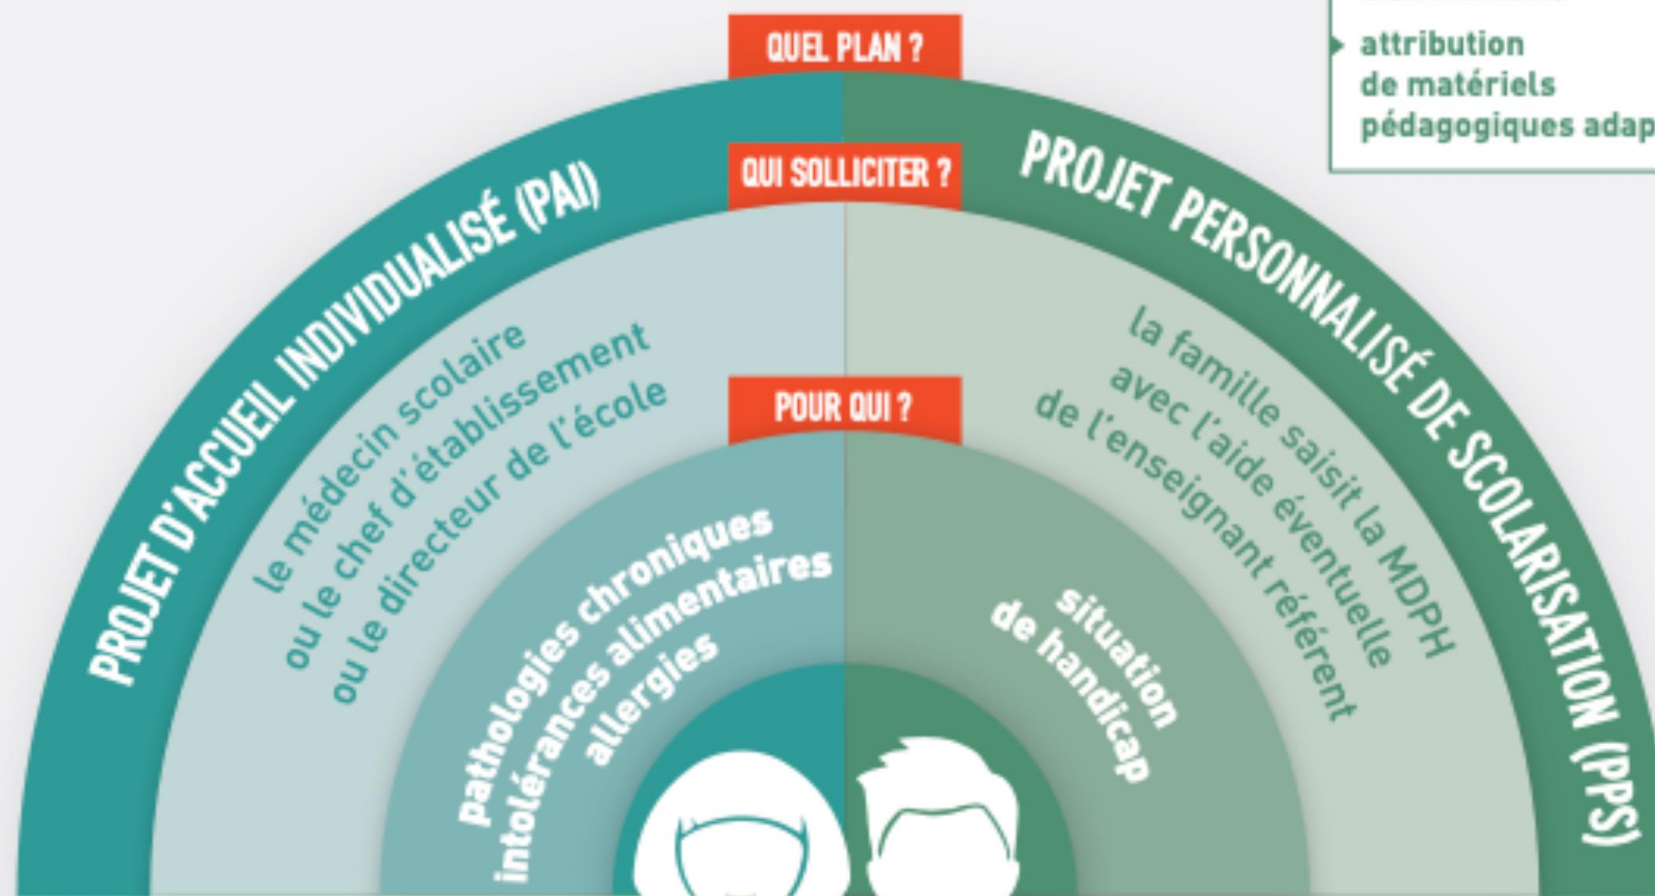 QUEL PLAN ?
attribution
de matériels
pédagogiques
QUI SOLLICITER ?
PROJET D'ACCUEIL INDIVIDUALISÉ (PAI)
PROJET PERSONNALISÉ DE SCOLARISATION (PPS)
le médecin scolaire
ou le chef d'établissement
ou le directeur de l'école
la famille saisit la MDPH
avec l'aide éventuelle
de l'enseignant référent
POUR QUI ?
pathologies chroniques
intolérances alimentaires
allergies
situation
de handicap